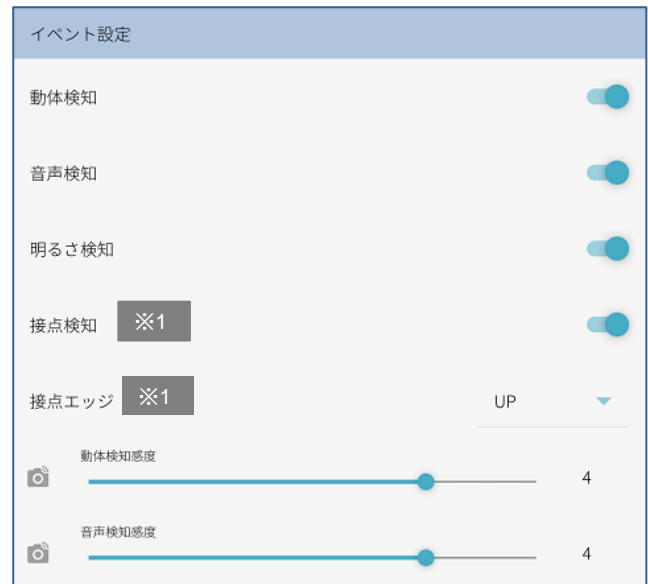 イベント設定
動体検知
音声検知
明るさ検知
接点検知 ※1
接点エッジ ※1 UP
動体検知感度
4
音声検知感度
4